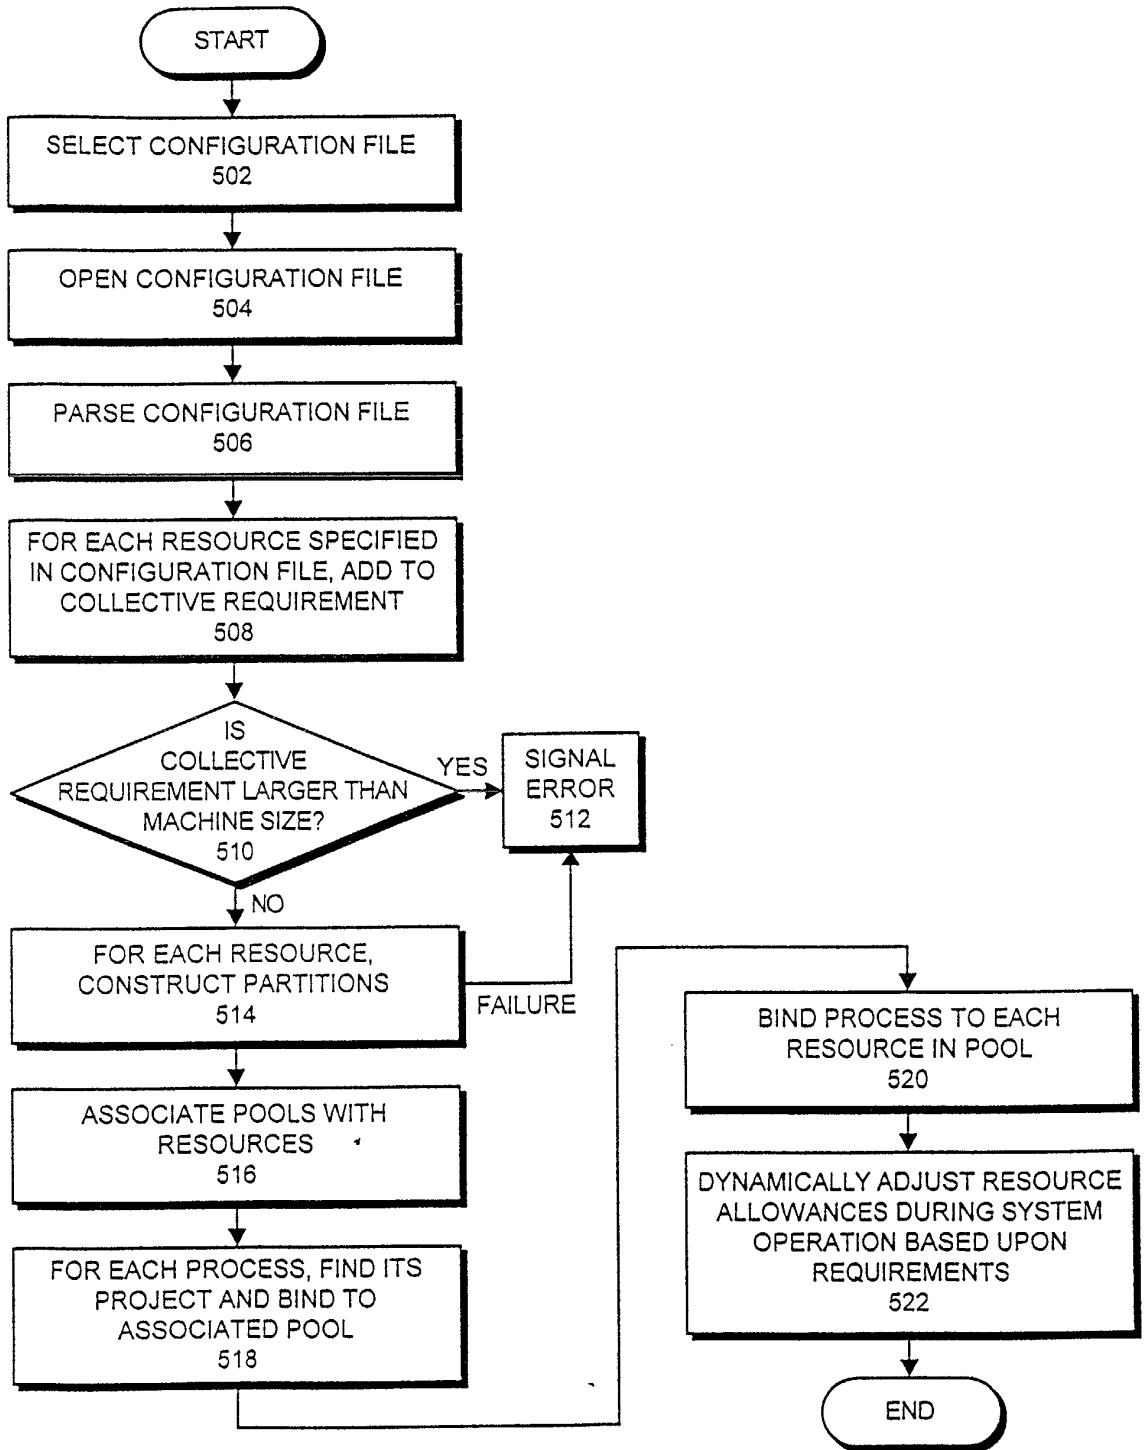 START
SELECT CONFIGURATION FILE
502
OPEN CONFIGURATION FILE
504
PARSE CONFIGURATION FILE
506
FOR EACH RESOURCE SPECIFIED
IN CONFIGURATION FILE, ADD TO
COLLECTIVE REQUIREMENT
508
IS
COLLECTIVE
REQUIREMENT LARGER THAN
MACHINE SIZE?
510
YES
SIGNAL
ERROR
512
NO
FOR EACH RESOURCE,
CONSTRUCT PARTITIONS
514
FAILURE
ASSOCIATE POOLS WITH
RESOURCES
516
FOR EACH PROCESS, FIND ITS
PROJECT AND BIND TO
ASSOCIATED POOL
518
BIND PROCESS TO EACH
RESOURCE IN POOL
520
DYNAMICALLY ADJUST RESOURCE
ALLOWANCES DURING SYSTEM
OPERATION BASED UPON
REQUIREMENTS
522
END